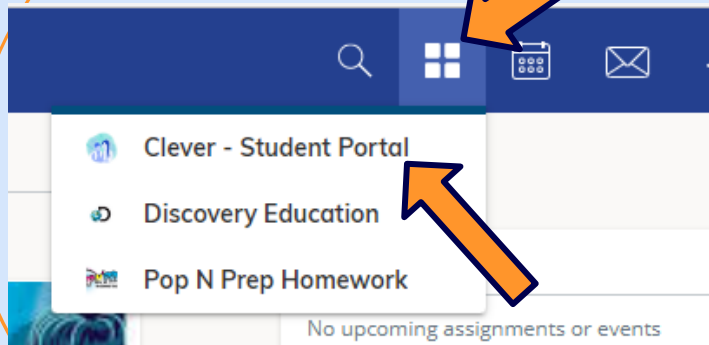 Clever - Student Portal
Discovery Education
Pop N Prep Homework
No upcoming assignments or events